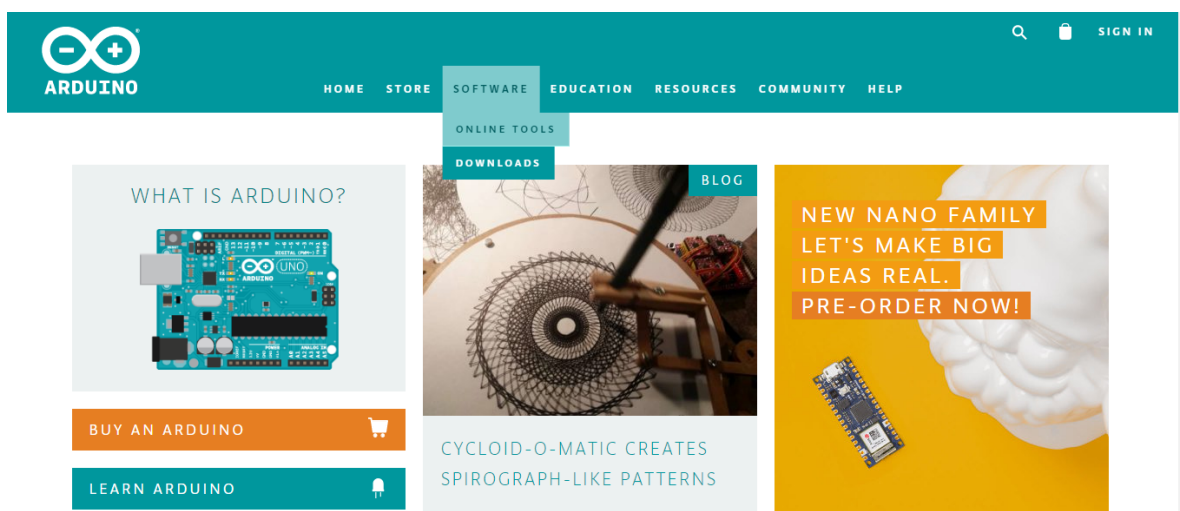 SIGN IN
ARDUINO
HOME STORE SOFTWARE EDUCATION RESOURCES COMMUNITY HELP
ONLINE TOOLS
DOWNLOADS
WHAT IS ARDUINO?
UNO
ARDUINO
BUY AN ARDUINO
LEARN ARDUINO
BLOG
CYCLOID-O-MATIC CREATES
SPIROGRAPH-LIKE PATTERNS
NEW NANO FAMILY
LET'S MAKE BIG
IDEAS REAL.
PRE-ORDER NOW!